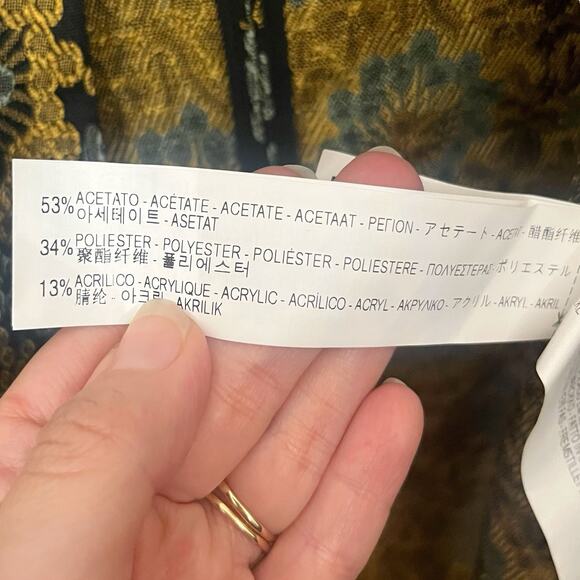 53% ACETATO - ACÉTATE - ACETATE - ACETAAT - ΡΕΓΙΟΝ - アセテート - 醋酯纤维
아세테이트 - ASETAT
34% POLIESTER - POLYESTER - POLIÉSTER - POLIESTERE - ΠΟΛΥΕΣΤΕΡΑΣ - ポリエステル
聚酯纤维 - 폴리에스터
13% ACRILICO - ACRYLIQUE - ACRYLIC - ACRÍLICO - ACRYL - ΑΚΡΥΛΙΚΟ - アクリル - AKRYL - AKRIL
腈纶 - 아크릴 - AKRILIK